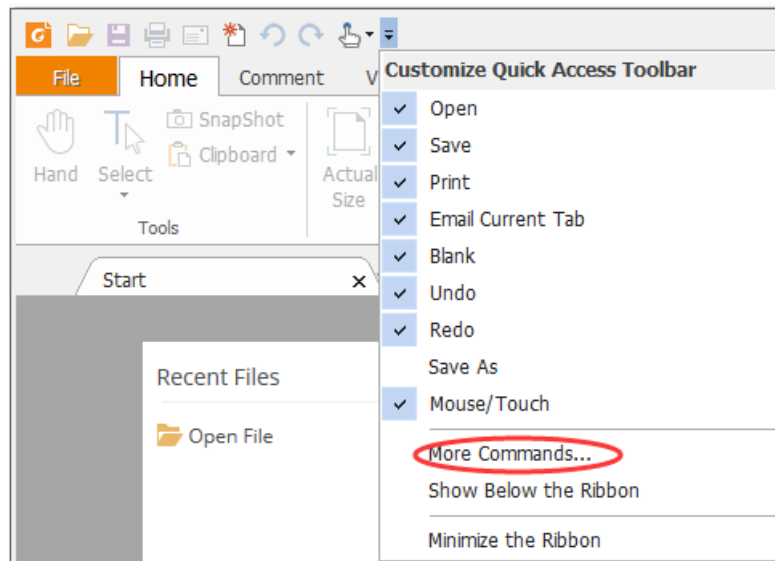 File
Home
Comment
V
Hand
Select
SnapShot
Clipboard
Actual
Size
Tools
Start
Recent Files
Open File
Customize Quick Access Toolbar
Open
Save
Print
Email Current Tab
Blank
Undo
Redo
Save As
Mouse/Touch
More Commands...
Show Below the Ribbon
Minimize the Ribbon